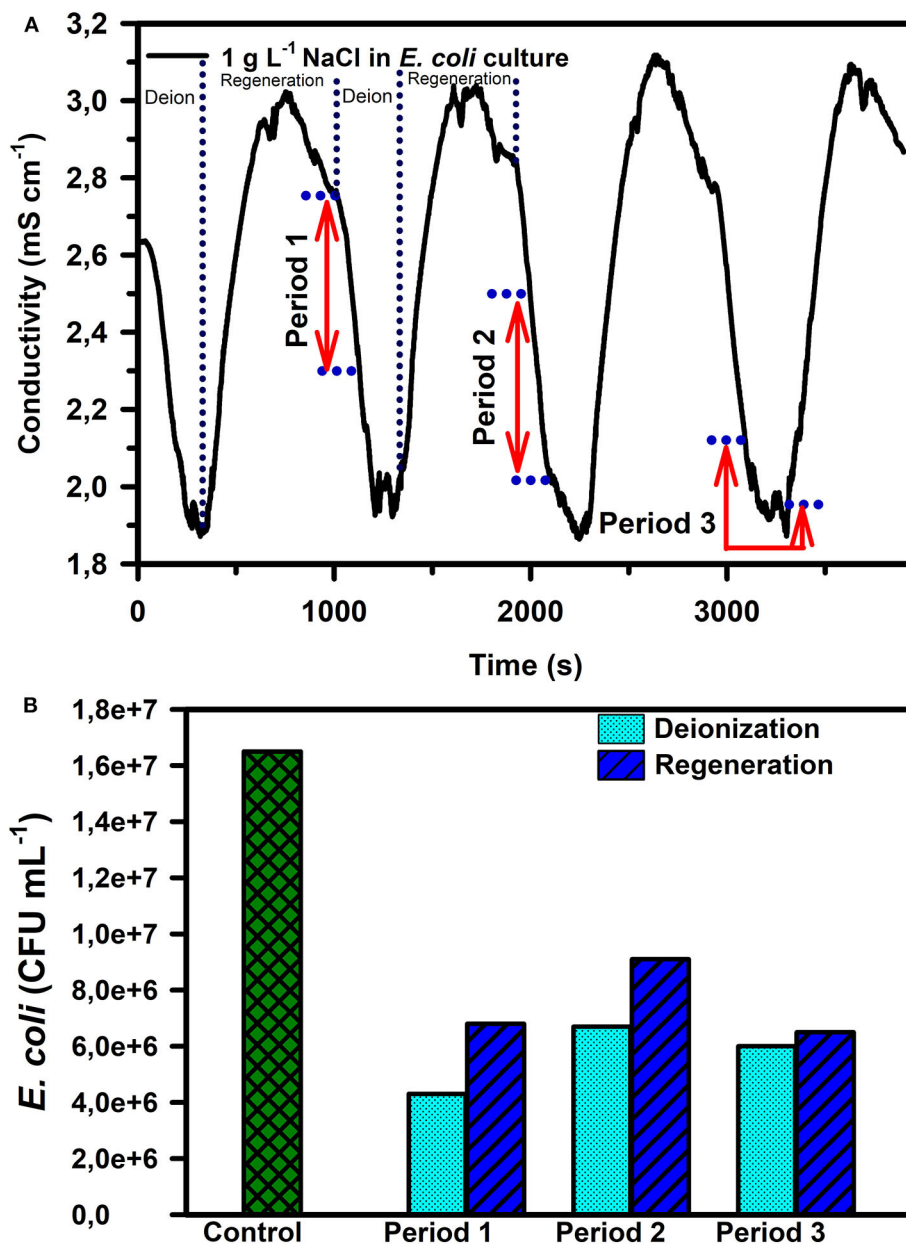 A
3,2
1 g L⁻¹ NaCl in E. coli culture
Deion
Regeneration
Deion
Regeneration
3,0
2,8
2,6
2,4
2,2
2,0
1,8
Conductivity (mS cm⁻¹)
Period 1
Period 2
Period 3
0
1000
2000
3000
Time (s)
B
1,8e+7
1,6e+7
1,4e+7
1,2e+7
1,0e+7
8,0e+6
6,0e+6
4,0e+6
2,0e+6
0,0
E. coli (CFU mL⁻¹)
Deionization
Regeneration
Control
Period 1
Period 2
Period 3